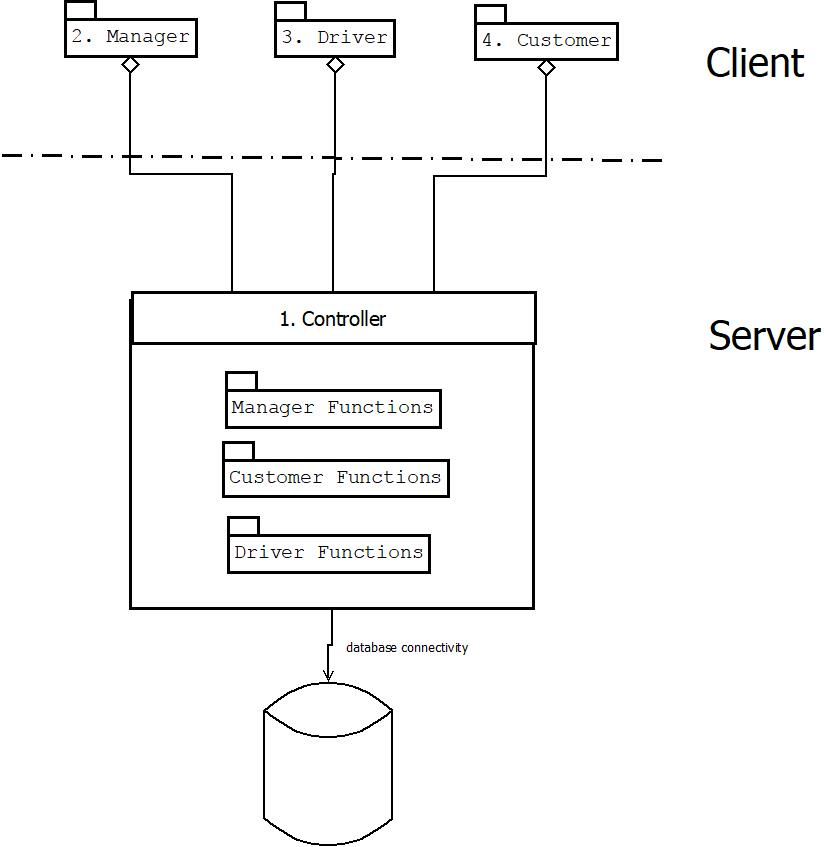 2. Manager
3. Driver
4. Customer
Client
1. Controller
Server
Manager Functions
Customer Functions
Driver Functions
database connectivity